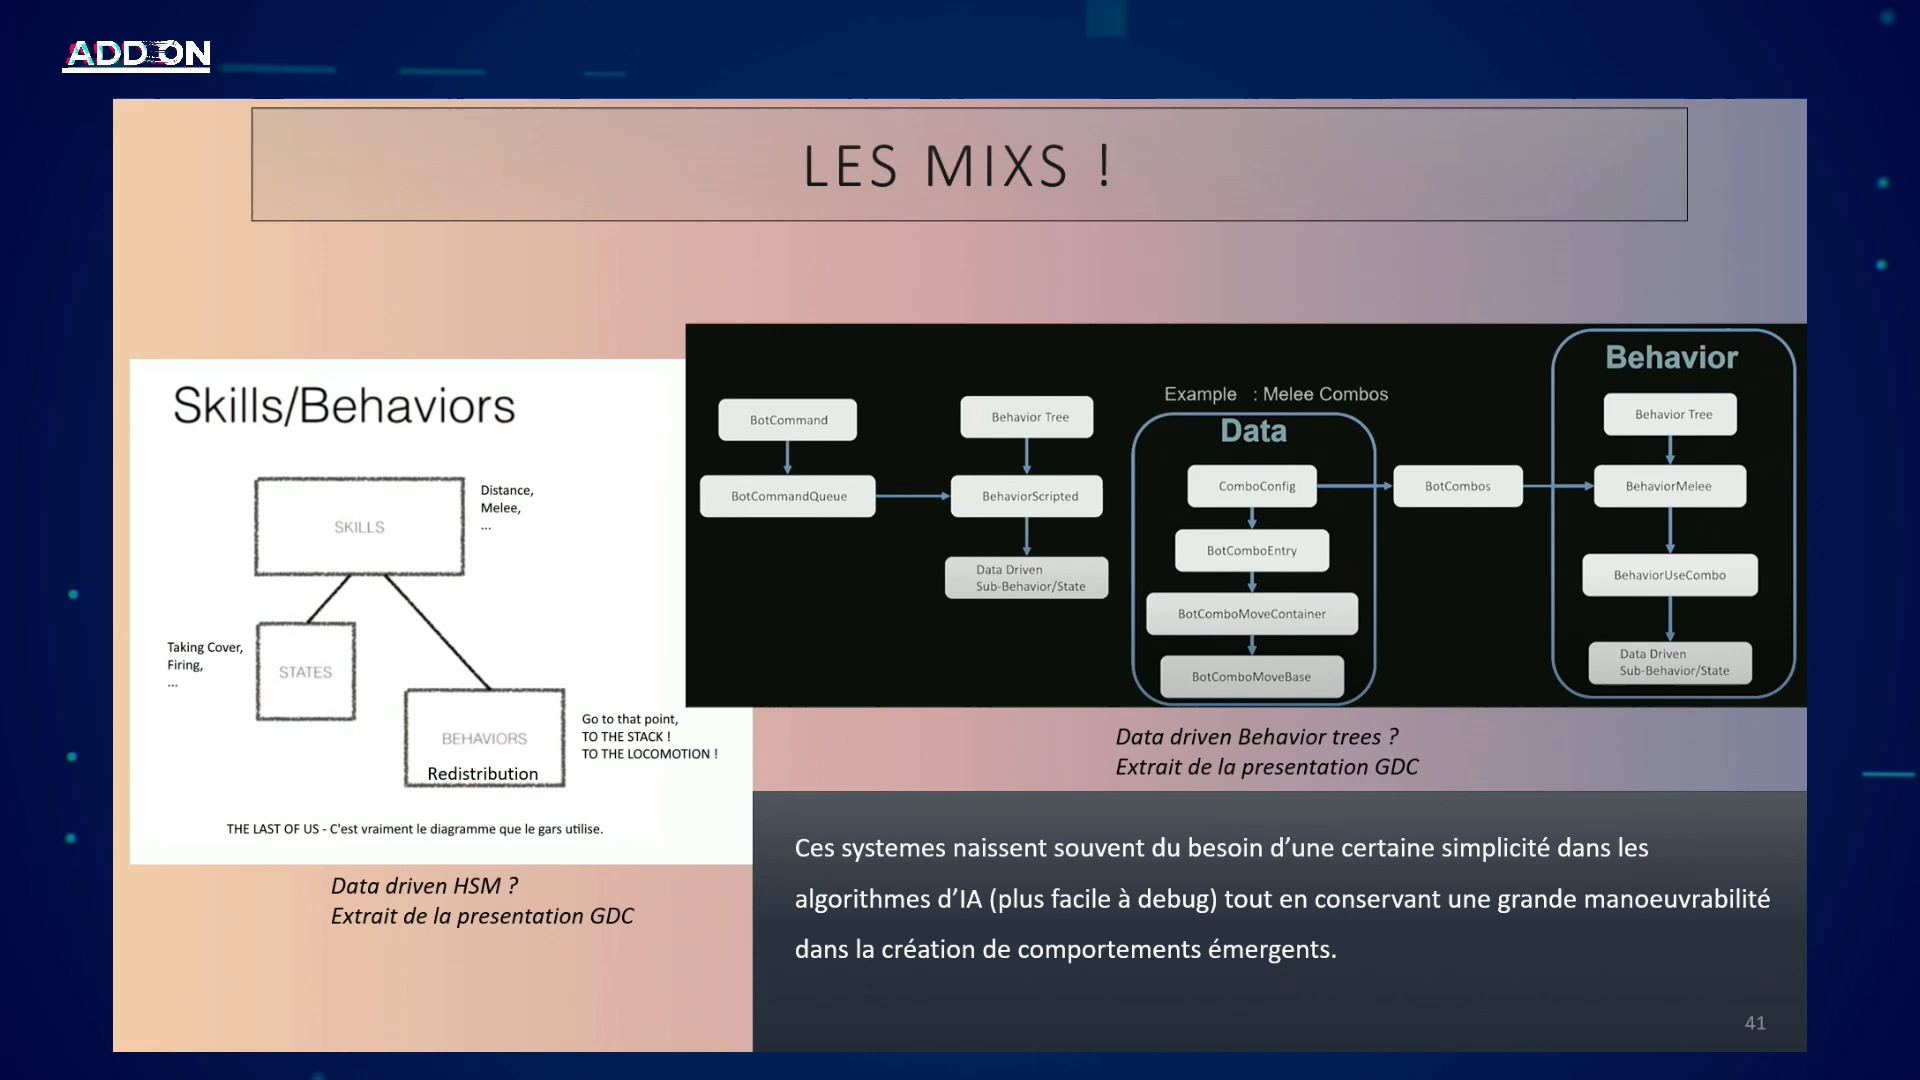 ADD ON
LES MIXS !
Skills/Behaviors
SKILLS
Distance,
Melee,
...
Taking Cover,
Firing,
...
STATES
BEHAVIORS
Redistribution
Go to that point,
TO THE STACK !
TO THE LOCOMOTION !
THE LAST OF US - C'est vraiment le diagramme que le gars utilise.
Data driven HSM ?
Extrait de la presentation GDC
BotCommand
BotCommandQueue
Behavior Tree
BehaviorScripted
Data Driven
Sub-Behavior/State
Example : Melee Combos
Data
ComboConfig
BotComboEntry
BotComboMoveContainer
BotComboMoveBase
BotCombos
Behavior
Behavior Tree
BehaviorMelee
BehaviorUseCombo
Data Driven
Sub-Behavior/State
Data driven Behavior trees ?
Extrait de la presentation GDC
Ces systemes naissent souvent du besoin d’une certaine simplicité dans les
algorithmes d’IA (plus facile à debug) tout en conservant une grande manoeuvrabilité
dans la création de comportements émergents.
41